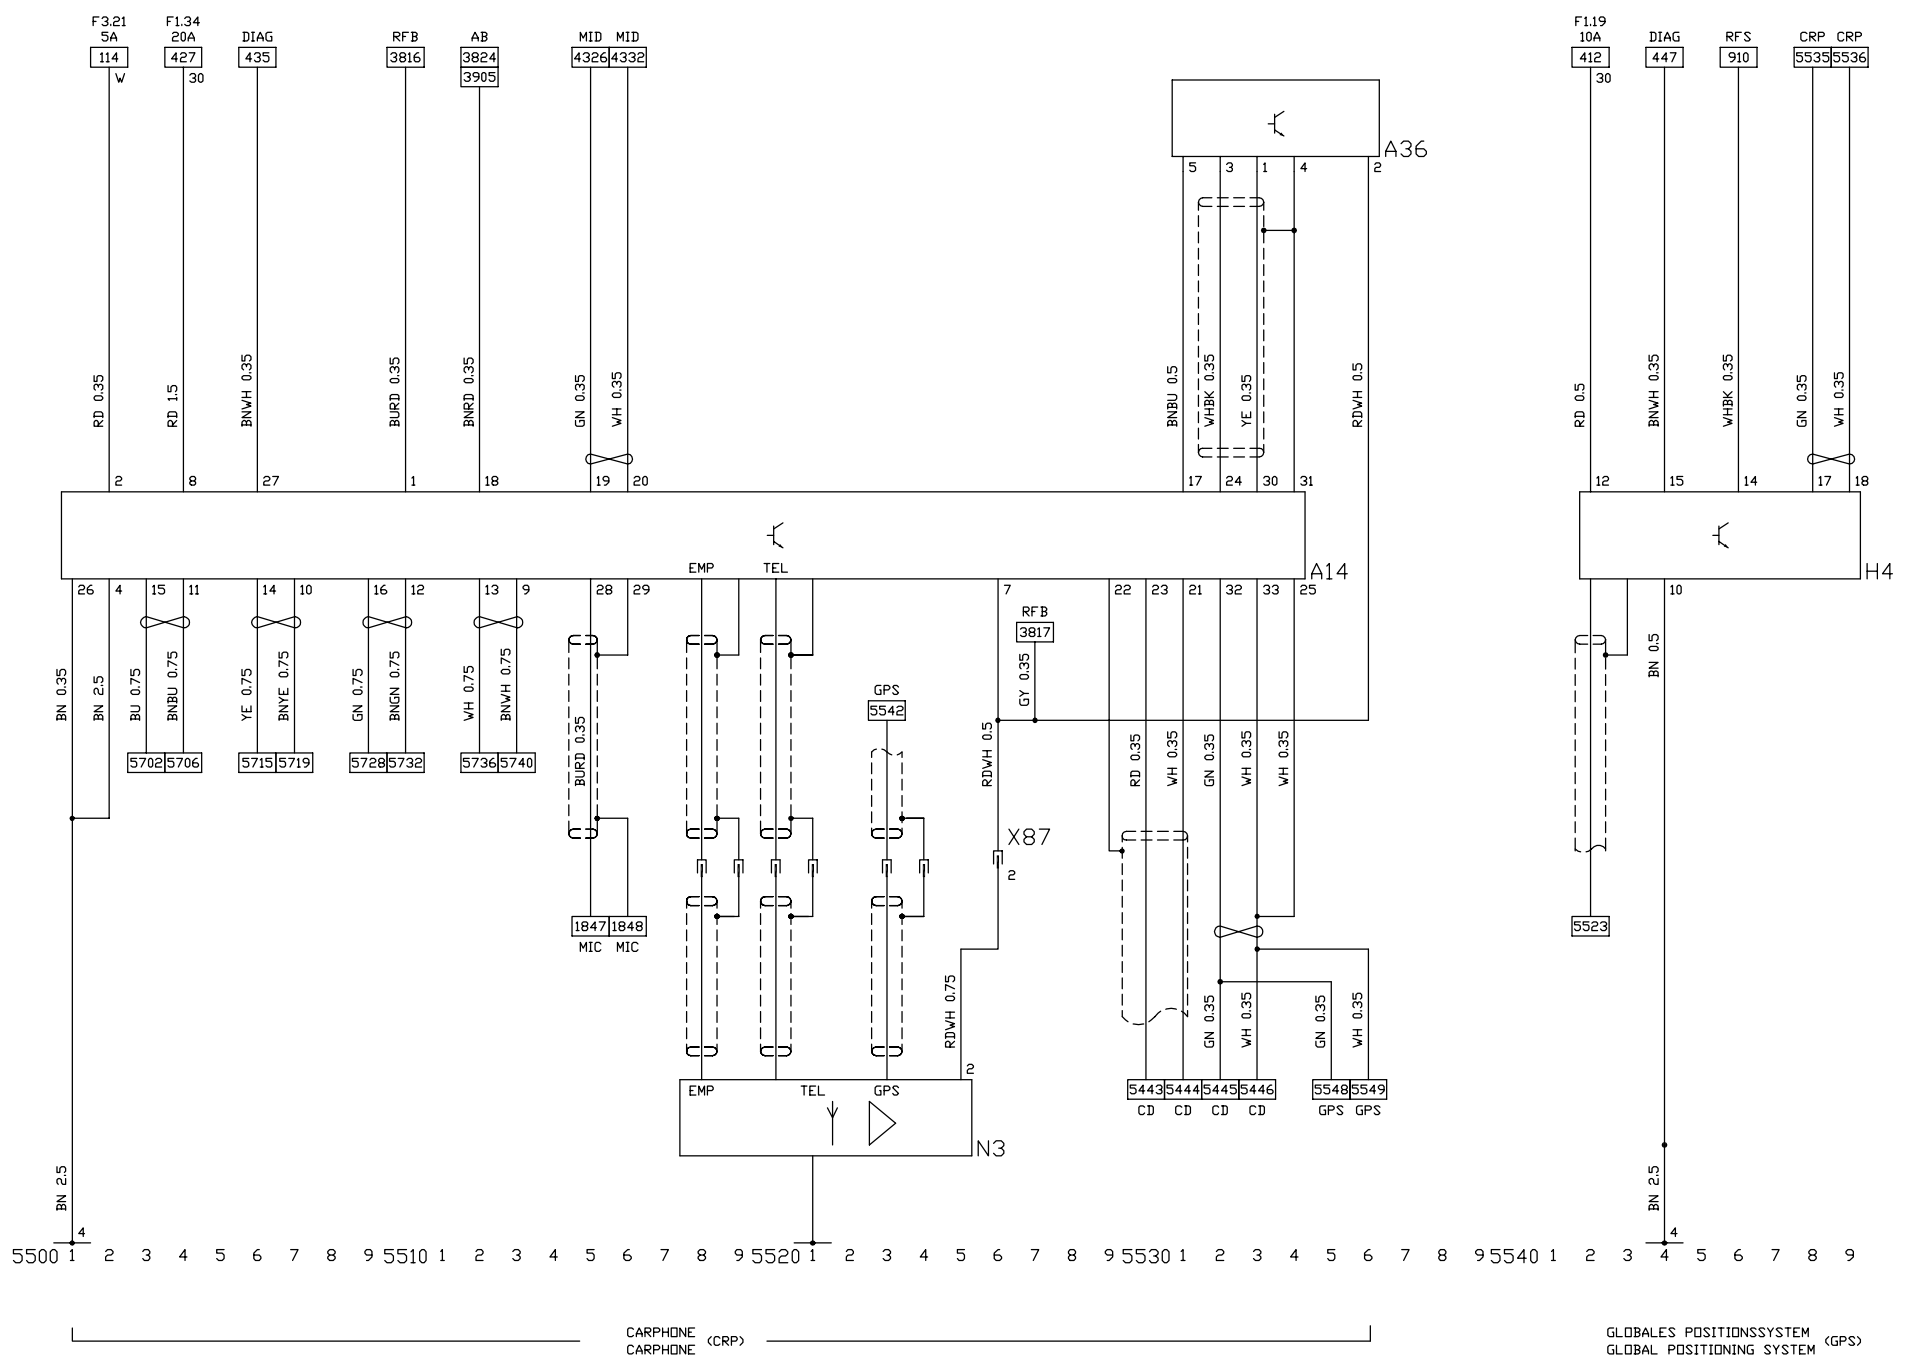 F3.21 F1.34 F1.19
5A 20A DIAG RFB AB MID MID 10A DIAG RFS CRP CRP
114 427 435 3816 3824 4326 4332 412 447 910 5535 5536
W 30 3905 30
A36
5 3 1 4 2
RD 0.35 RD 1.5 BNWH 0.35 BURD 0.35 BNRD 0.35 GN 0.35 WH 0.35 BNBU 0.5 WHBK 0.35 YE 0.35 RDWH 0.5 RD 0.5 BNWH 0.35 WHBK 0.35 GN 0.35 WH 0.35
2 8 27 1 18 19 20 17 24 30 31 12 15 14 17 18
EMP TEL A14 H4
26 4 15 11 14 10 16 12 13 9 28 29 7 22 23 21 32 33 25 10
RFB
3817
BN 0.35 BN 2.5 BU 0.75 BNBU 0.75 YE 0.75 BNYE 0.75 GN 0.75 BNGN 0.75 WH 0.75 BNWH 0.75 GY 0.35 BN 0.5
GPS
5542
BURD 0.35 RDWH 0.5 RD 0.35 WH 0.35 GN 0.35 WH 0.35 WH 0.35
5702 5706 5715 5719 5728 5732 5736 5740
X87
2
1847 1848 5523
MIC MIC
RDWH 0.75 GN 0.35 WH 0.35 GN 0.35 WH 0.35
2
EMP TEL GPS 5443 5444 5445 5446 5548 5549
CD CD CD CD GPS GPS
N3
BN 2.5 BN 2.5
4 4
5500 1 2 3 4 5 6 7 8 9 5510 1 2 3 4 5 6 7 8 9 5520 1 2 3 4 5 6 7 8 9 5530 1 2 3 4 5 6 7 8 9 5540 1 2 3 4 5 6 7 8 9
CARPHONE (CRP) GLOBALES POSITIONSSYSTEM (GPS)
CARPHONE GLOBAL POSITIONING SYSTEM